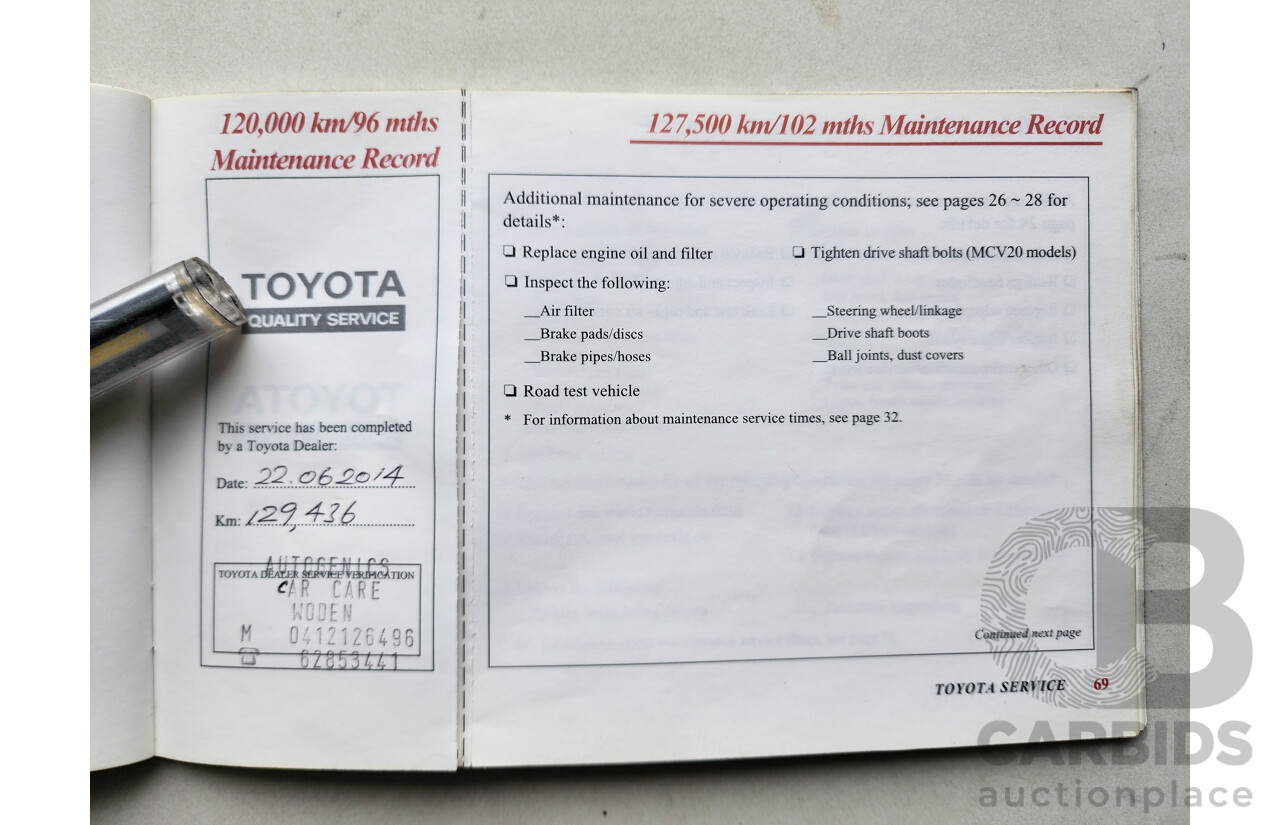 120,000 km/96 mths
Maintenance Record
TOYOTA
QUALITY SERVICE
This service has been completed
by a Toyota Dealer:
Date: 22.06 2014
Km: 129,436
AUTOGENICS
TOYOTA DEALER SERVICE VERIFICATION
CAR CARE
WODEN
M 0412126496
☎ 62853441
127,500 km/102 mths Maintenance Record
Additional maintenance for severe operating conditions; see pages 26 ~ 28 for
details*:
❏ Replace engine oil and filter ❏ Tighten drive shaft bolts (MCV20 models)
❏ Inspect the following:
__Air filter __Steering wheel/linkage
__Brake pads/discs __Drive shaft boots
__Brake pipes/hoses __Ball joints, dust covers
❏ Road test vehicle
* For information about maintenance service times, see page 32.
Continued next page
TOYOTA SERVICE 69
CB
CARBIDS
auctionplace